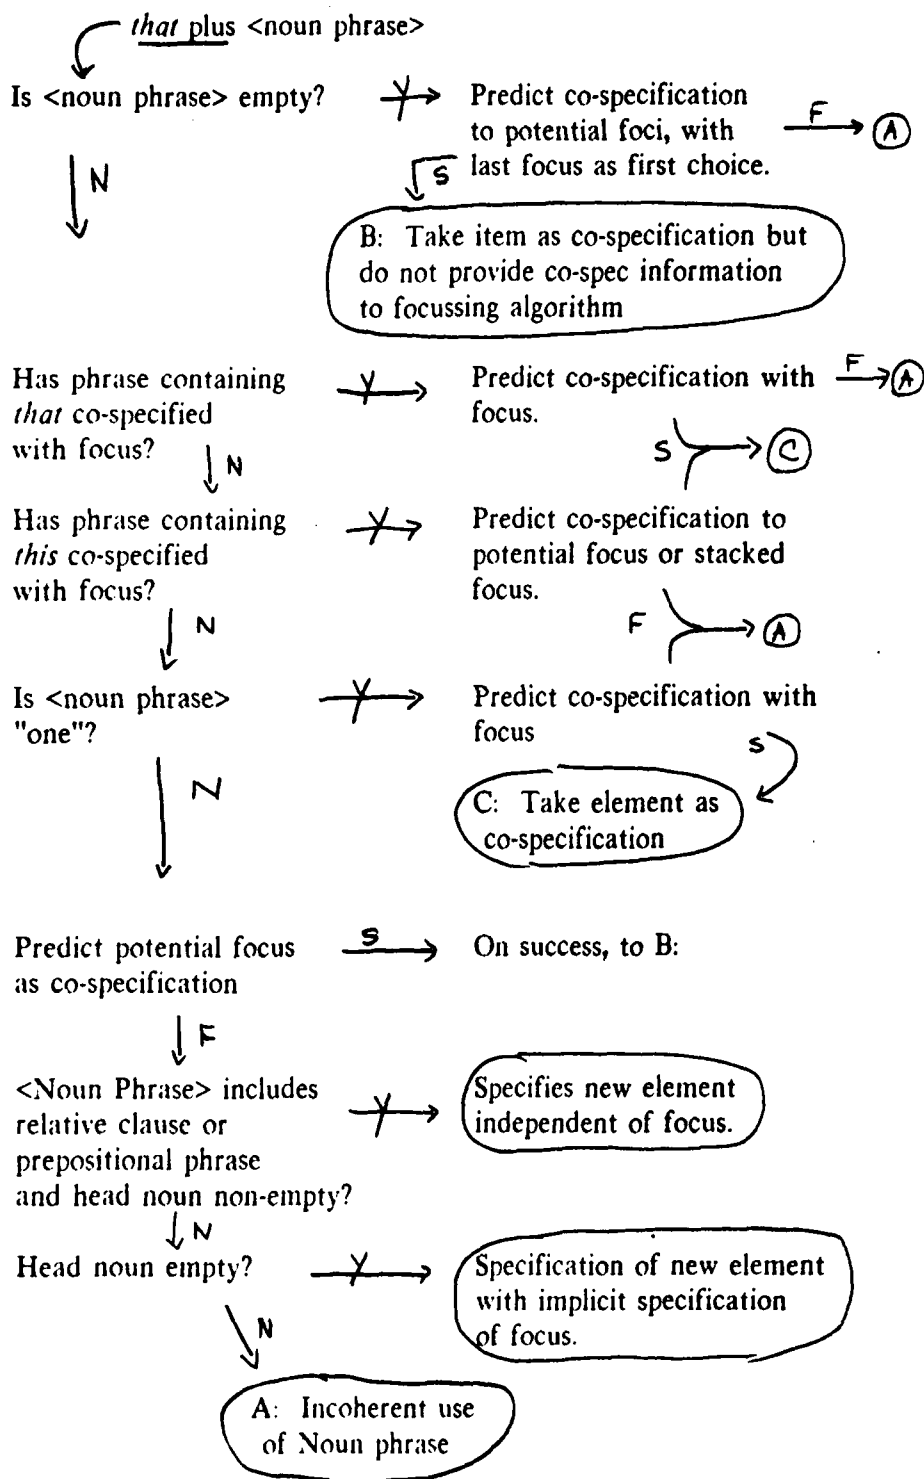 that plus <noun phrase>
Is <noun phrase> empty?
Y
Predict co-specification
to potential foci, with
last focus as first choice.
F
A
N
S
B: Take item as co-specification but
do not provide co-spec information
to focussing algorithm
Has phrase containing
that co-specified
with focus?
Y
Predict co-specification with
focus.
F
A
N
S
C
Has phrase containing
this co-specified
with focus?
Y
Predict co-specification to
potential focus or stacked
focus.
N
F
A
Is <noun phrase>
"one"?
Y
Predict co-specification with
focus
S
N
C: Take element as
co-specification
Predict potential focus
as co-specification
S
On success, to B:
F
<Noun Phrase> includes
relative clause or
prepositional phrase
and head noun non-empty?
Y
Specifies new element
independent of focus.
N
Head noun empty?
Y
Specification of new element
with implicit specification
of focus.
N
A: Incoherent use
of Noun phrase